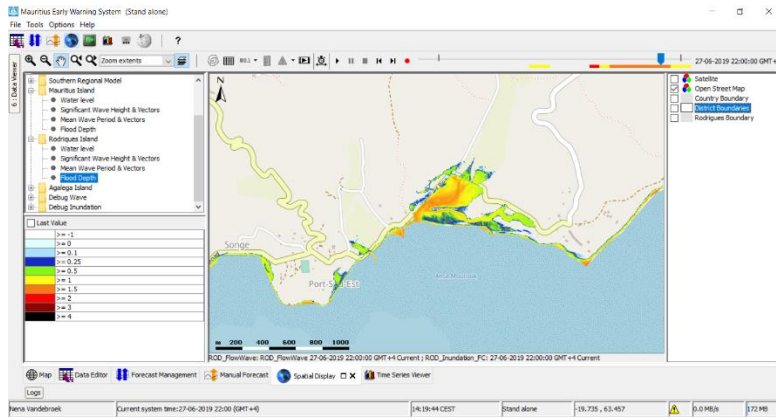 Mauritius Early Warning System (Stand alone)
File Tools Options Help
?
Zoom extents
27-06-2019 22:00:00 GMT+4
6 : Data Viewer
Southern Regional Model
Mauritius Island
Water level
Significant Wave Height & Vectors
Mean Wave Period & Vectors
Flood Depth
Rodrigues Island
Water level
Significant Wave Height & Vectors
Mean Wave Period & Vectors
Flood Depth
Agalega Island
Debug Wave
Debug Inundation
Last Value
>= -1
>= 0
>= 0.1
>= 0.25
>= 0.5
>= 1
>= 1.5
>= 2
>= 3
>= 4
N
Songe
Port-Sud-Est
m 200 400 600 800 1000
ROD_FlowWave: ROD_FlowWave 27-06-2019 22:00:00 GMT+4 Current ; ROD_Inundation_FC: 27-06-2019 22:00:00 GMT+4 Current
Satellite
Open Street Map
Country Boundary
District Boundaries
Rodrigues Boundary
Map Data Editor Forecast Management Manual Forecast Spatial Display Time Series Viewer
Logs
Nena Vandebroek Current system time:27-06-2019 22:00 (GMT+4) 14:19:44 CEST Stand alone -19.735 , 63.457 0.0 MB/s 172 MB